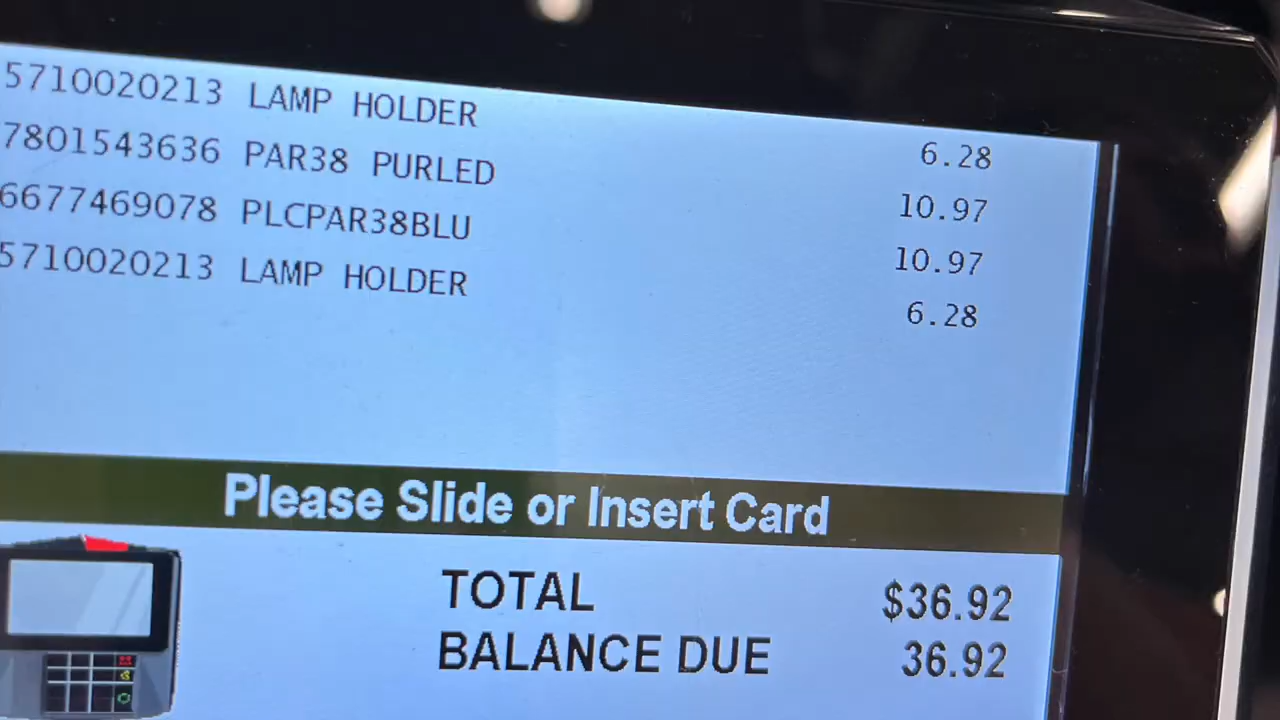 5710020213 LAMP HOLDER 6.28
7801543636 PAR38 PURLED 10.97
6677469078 PLCPAR38BLU 10.97
5710020213 LAMP HOLDER 6.28
Please Slide or Insert Card
TOTAL $36.92
BALANCE DUE 36.92